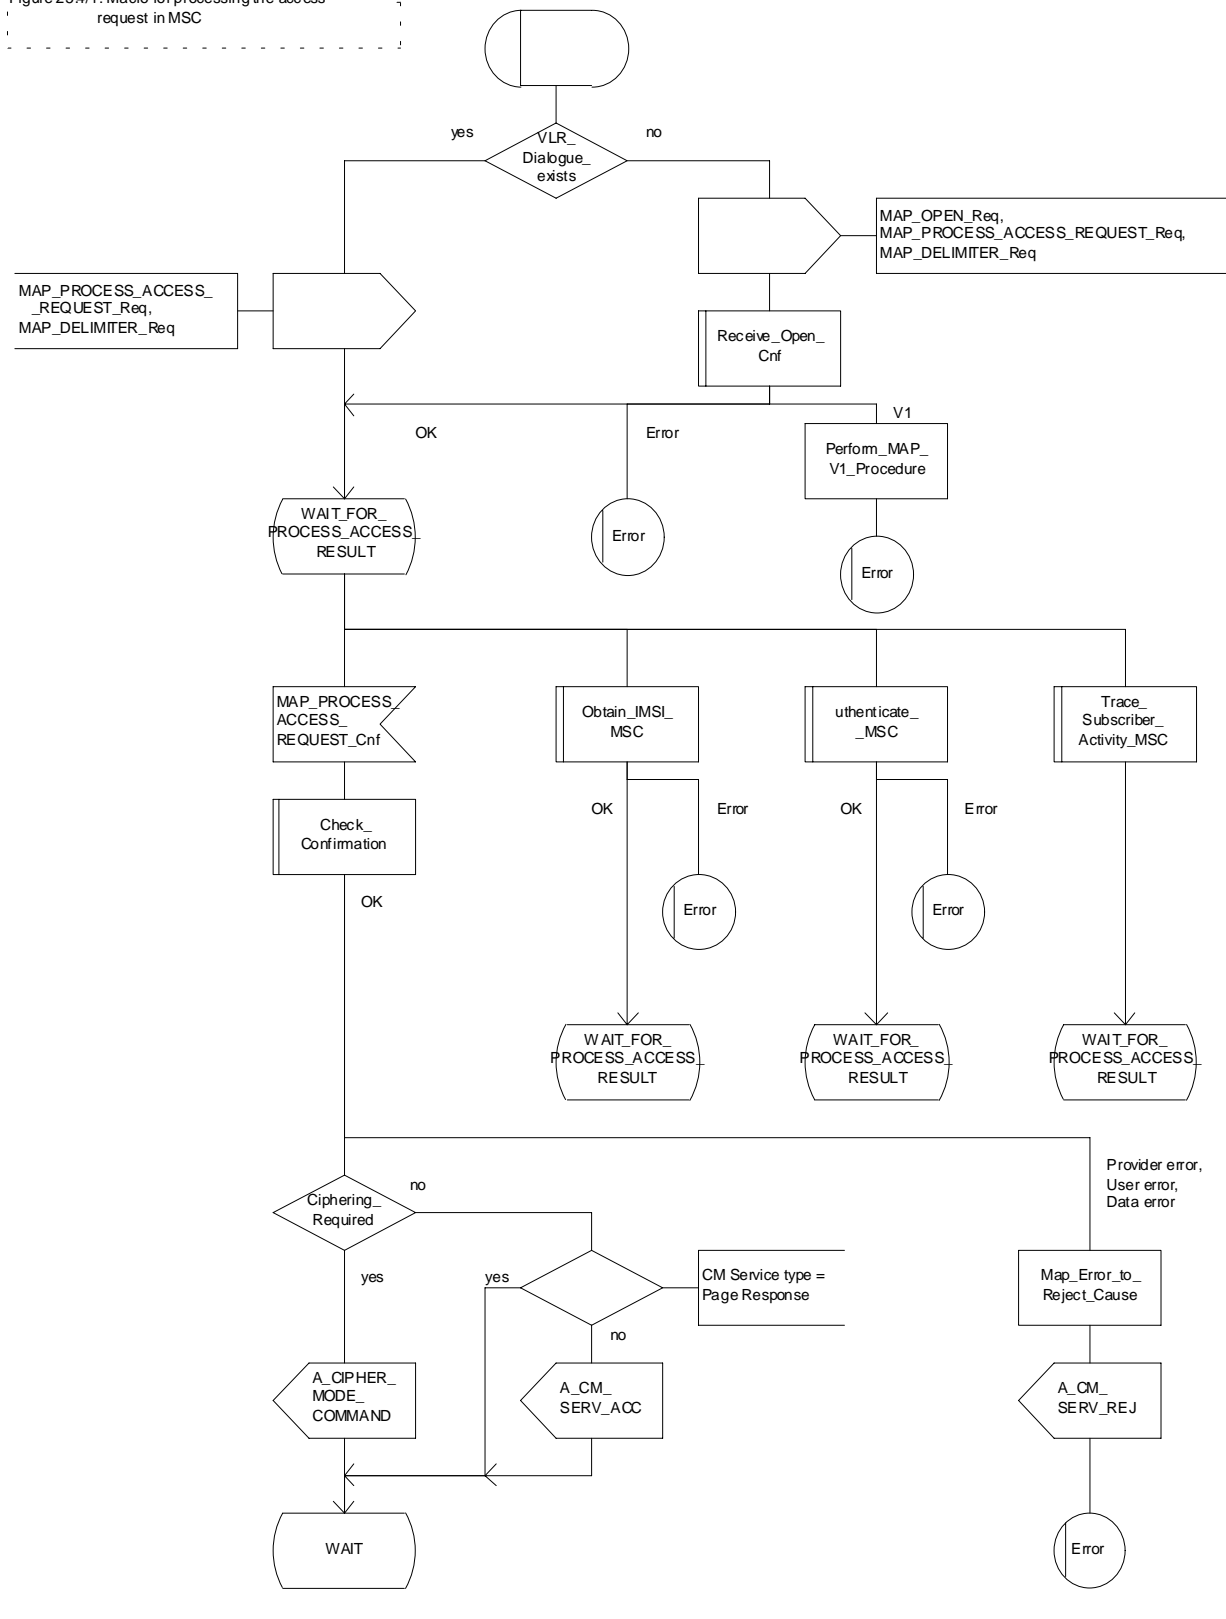 request in MSC
yes
no
VLR_
Dialogue_
exists
MAP_OPEN_Req,
MAP_PROCESS_ACCESS_REQUEST_Req,
MAP_DELIMITER_Req
MAP_PROCESS_ACCESS_
_REQUEST_Req,
MAP_DELIMITER_Req
Receive_Open_
Cnf
OK
Error
V1
Perform_MAP_
V1_Procedure
WAIT_FOR_
PROCESS_ACCESS_
RESULT
Error
Error
MAP_PROCESS_
ACCESS_
REQUEST_Cnf
Obtain_IMSI_
MSC
uthenticate_
_MSC
Trace_
Subscriber_
Activity_MSC
Check_
Confirmation
OK
Error
OK
Error
OK
Error
Error
WAIT_FOR_
PROCESS_ACCESS_
RESULT
WAIT_FOR_
PROCESS_ACCESS_
RESULT
WAIT_FOR_
PROCESS_ACCESS_
RESULT
Provider error,
User error,
Data error
Ciphering_
Required
no
yes
yes
CM Service type =
Page Response
no
Map_Error_to_
Reject_Cause
A_CIPHER_
MODE_
COMMAND
A_CM_
SERV_ACC
A_CM_
SERV_REJ
WAIT
Error